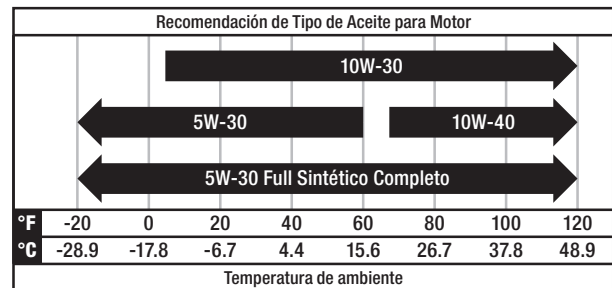 Recomendación de Tipo de Aceite para Motor
10W-30
5W-30 10W-40
5W-30 Full Sintético Completo
°F -20 0 20 40 60 80 100 120
°C -28.9 -17.8 -6.7 4.4 15.6 26.7 37.8 48.9
Temperatura de ambiente